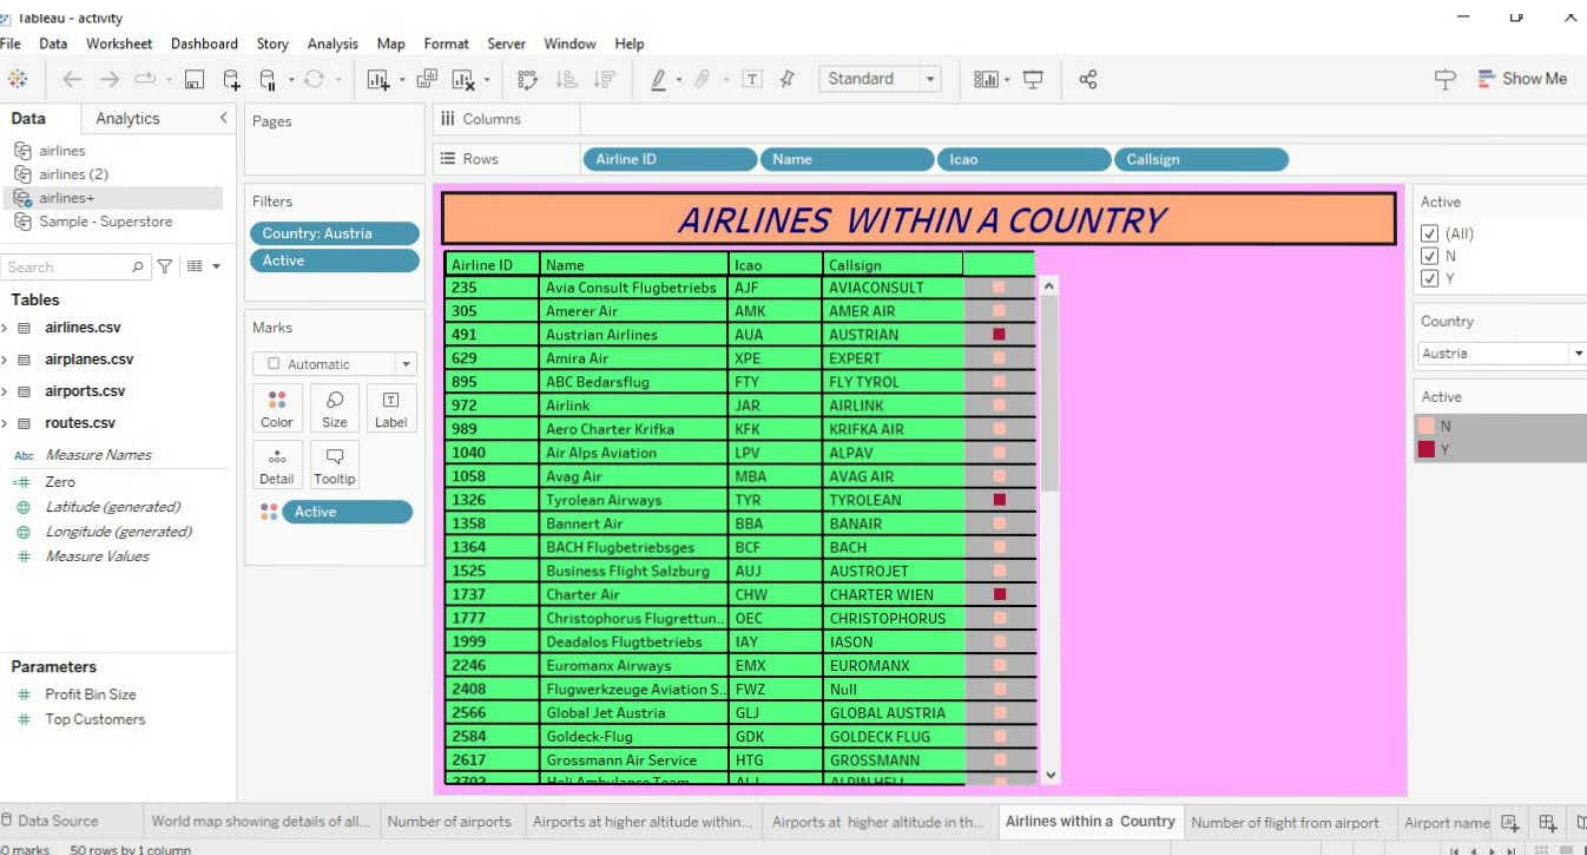 Tableau - activity
File Data Worksheet Dashboard Story Analysis Map Format Server Window Help
Standard
Show Me
Data Analytics
airlines
airlines (2)
airlines+
Sample - Superstore
Search
Tables
airlines.csv
airplanes.csv
airports.csv
routes.csv
Abc Measure Names
Zero
Latitude (generated)
Longitude (generated)
Measure Values
Parameters
Profit Bin Size
Top Customers
Pages
Filters
Country: Austria
Active
Marks
Automatic
Color Size Label
Detail Tooltip
Active
Columns
Rows Airline ID Name Icao Callsign
AIRLINES WITHIN A COUNTRY
Airline ID Name Icao Callsign
235 Avia Consult Flugbetriebs AJF AVIACONSULT
305 Amerer Air AMK AMER AIR
491 Austrian Airlines AUA AUSTRIAN
629 Amira Air XPE EXPERT
895 ABC Bedarsflug FTY FLY TYROL
972 Airlink JAR AIRLINK
989 Aero Charter Krifka KFK KRIFKA AIR
1040 Air Alps Aviation LPV ALPAV
1058 Avag Air MBA AVAG AIR
1326 Tyrolean Airways TYR TYROLEAN
1358 Bannert Air BBA BANAIR
1364 BACH Flugbetriebsges BCF BACH
1525 Business Flight Salzburg AUJ AUSTROJET
1737 Charter Air CHW CHARTER WIEN
1777 Christophorus Flugrettun.. OEC CHRISTOPHORUS
1999 Deadalos Flugtbetriebs IAY IASON
2246 Euromanx Airways EMX EUROMANX
2408 Flugwerkzeuge Aviation S.. FWZ Null
2566 Global Jet Austria GLJ GLOBAL AUSTRIA
2584 Goldeck-Flug GDK GOLDECK FLUG
2617 Grossmann Air Service HTG GROSSMANN
Active
(All)
N
Y
Country
Austria
Active
N
Y
Data Source World map showing details of all... Number of airports Airports at higher altitude within... Airports at higher altitude in th... Airlines within a Country Number of flight from airport Airport name
marks 50 rows by 1 column